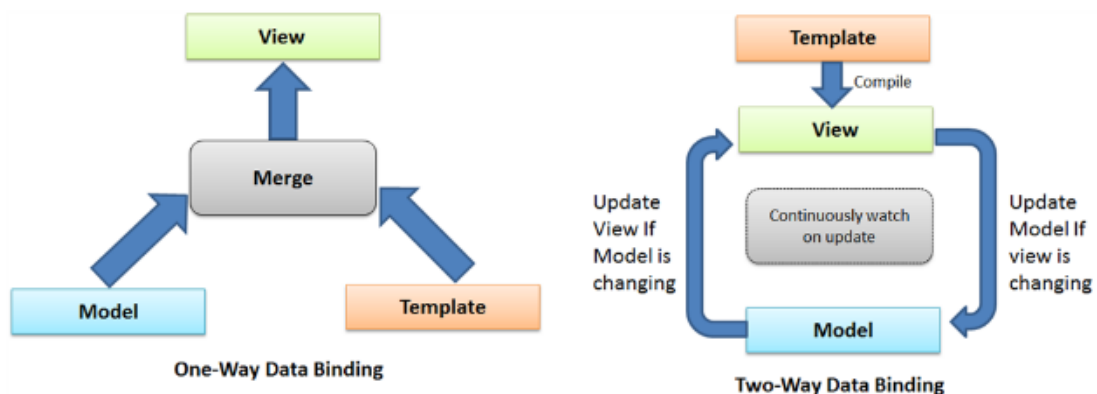 View
Merge
Model
Template
One-Way Data Binding
Template
Compile
View
Update
View If
Model is
changing
Continuously watch
on update
Update
Model If
view is
changing
Model
Two-Way Data Binding